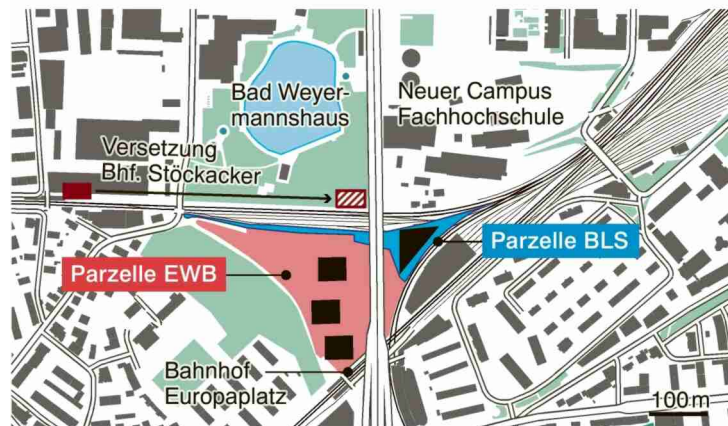 Bad Weyer-
mannshaus
Neuer Campus
Fachhochschule
Versetzung
Bhf. Stöckacker
Parzelle BLS
Parzelle EWB
Bahnhof
Europaplatz
100 m